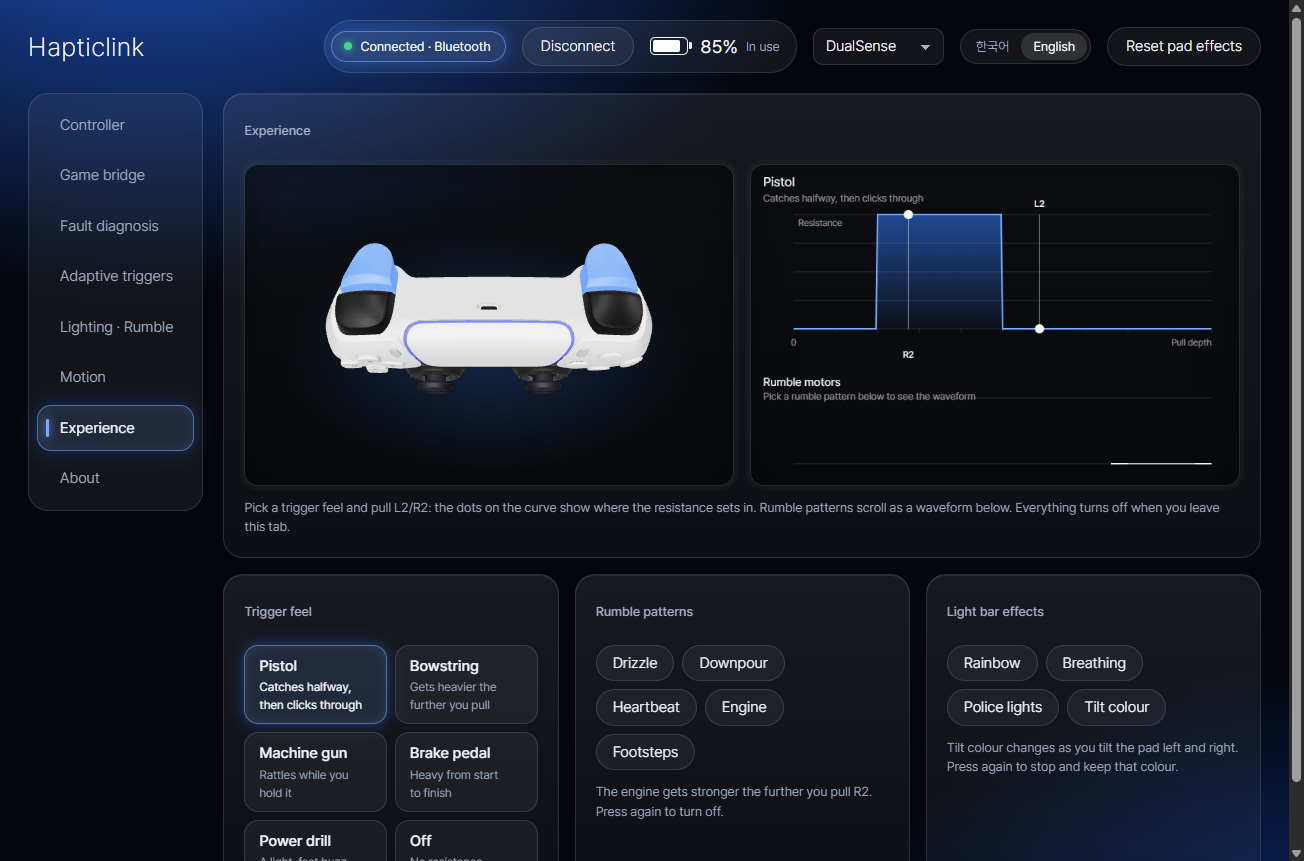 Hapticlink
Connected · Bluetooth
Disconnect
85%
In use
DualSense
한국어
English
Reset pad effects
Controller
Game bridge
Fault diagnosis
Adaptive triggers
Lighting · Rumble
Motion
Experience
About
Experience
Pistol
Catches halfway, then clicks through
L2
Resistance
0
Pull depth
R2
Rumble motors
Pick a rumble pattern below to see the waveform
Pick a trigger feel and pull L2/R2: the dots on the curve show where the resistance sets in. Rumble patterns scroll as a waveform below. Everything turns off when you leave
this tab.
Trigger feel
Pistol
Catches halfway,
then clicks through
Bowstring
Gets heavier the
further you pull
Machine gun
Rattles while you
hold it
Brake pedal
Heavy from start
to finish
Power drill
A light, fast buzz
Off
No resistance
Rumble patterns
Drizzle
Downpour
Heartbeat
Engine
Footsteps
The engine gets stronger the further you pull R2.
Press again to turn off.
Light bar effects
Rainbow
Breathing
Police lights
Tilt colour
Tilt colour changes as you tilt the pad left and right.
Press again to stop and keep that colour.